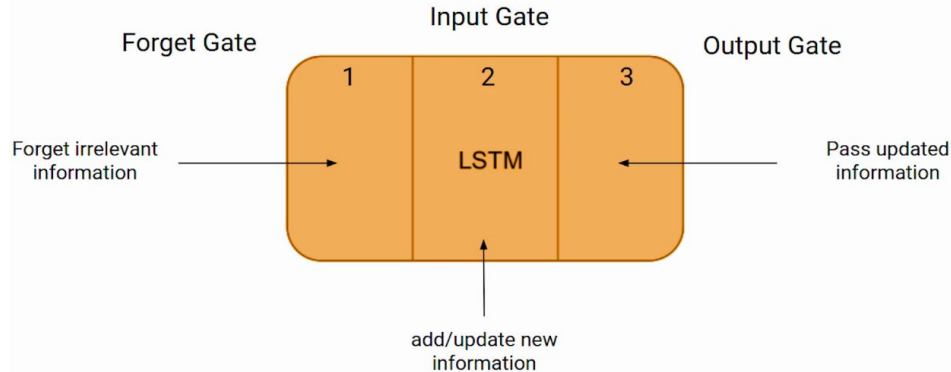 Input Gate
Forget Gate
Output Gate
1
2
3
Forget irrelevant
information
LSTM
Pass updated
information
add/update new
information